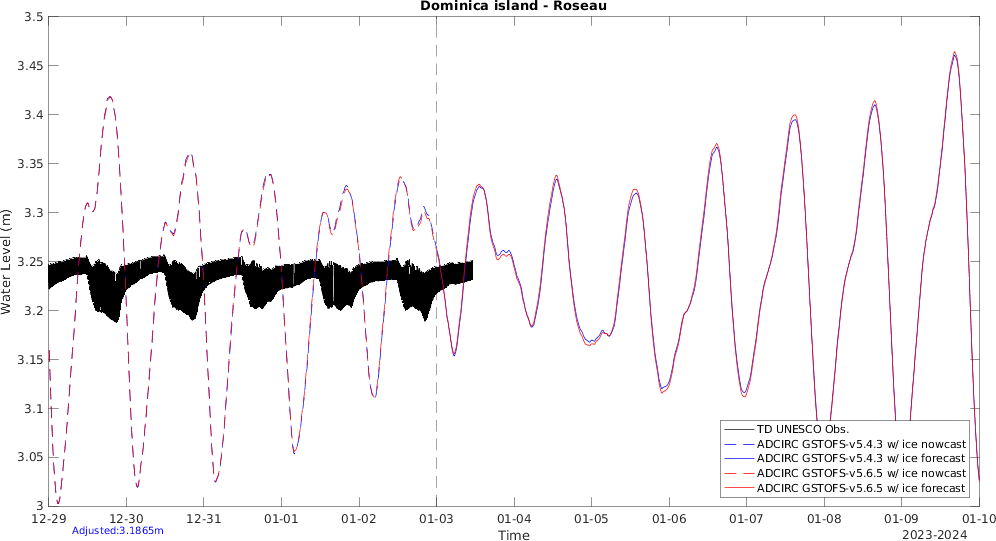 Dominica island - Roseau
3.5
3.45
3.4
3.35
3.3
3.25
3.2
3.15
3.1
3.05
3
Water Level (m)
12-29 12-30 12-31 01-01 01-02 01-03 01-04 01-05 01-06 01-07 01-08 01-09 01-10
Adjusted:3.1865m
Time
2023-2024
TD UNESCO Obs.
ADCIRC GSTOFS-v5.4.3 w/ ice nowcast
ADCIRC GSTOFS-v5.4.3 w/ ice forecast
ADCIRC GSTOFS-v5.6.5 w/ ice nowcast
ADCIRC GSTOFS-v5.6.5 w/ ice forecast